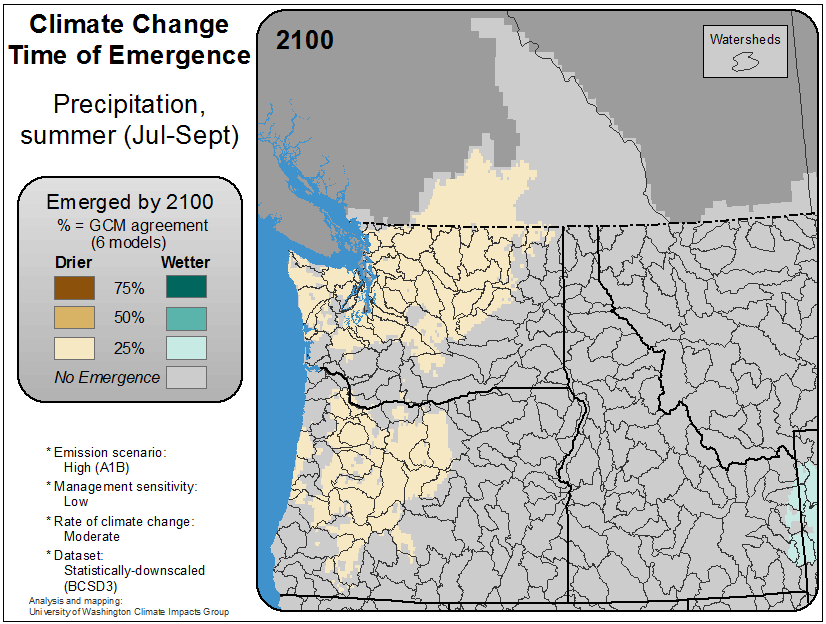 Climate Change
Time of Emergence
Precipitation,
summer (Jul-Sept)
Emerged by 2100
% = GCM agreement
(6 models)
Drier Wetter
75%
50%
25%
No Emergence
* Emission scenario:
High (A1B)
* Management sensitivity:
Low
* Rate of climate change:
Moderate
* Dataset:
Statistically-downscaled
(BCSD3)
Analysis and mapping:
University of Washington Climate Impacts Group
2100
Watersheds